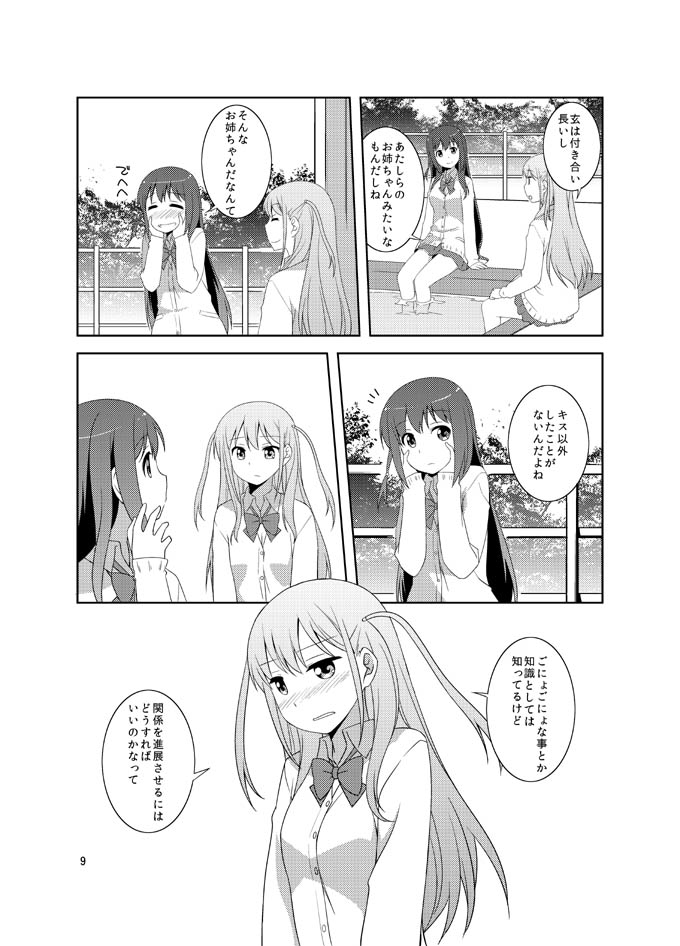 玄は付き合い
長いし
あたしらの
お姉ちゃんみたいな
もんだしね
そんな
お姉ちゃんだなんて
でへへ
キス以外
したことが
ないんだよね
ごにょごにょな事とか
知識としては
知ってるけど
関係を進展させるには
どうすれば
いいのかなって
9